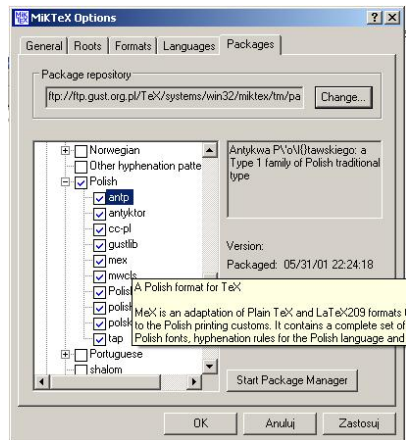 MiKTeX Options
General
Roots
Formats
Languages
Packages
Package repository
ftp://ftp.gust.org.pl/TeX/systems/win32/miktex/tm/pa
Change...
Norwegian
Other hyphenation patte
Polish
antp
antyktor
cc-pl
gustlib
mex
mwcls
Polish
polish
polsk
tap
Portuguese
shalom
Antykwa P\'o\l{}tawskiego: a
Type 1 family of Polish traditional
type
Version:
Packaged: 05/31/01 22:24:18
A Polish format for TeX
MeX is an adaptation of Plain TeX and LaTeX209 formats
to the Polish printing customs. It contains a complete set of
Polish fonts, hyphenation rules for the Polish language and
Start Package Manager
OK
Anuluj
Zastosuj